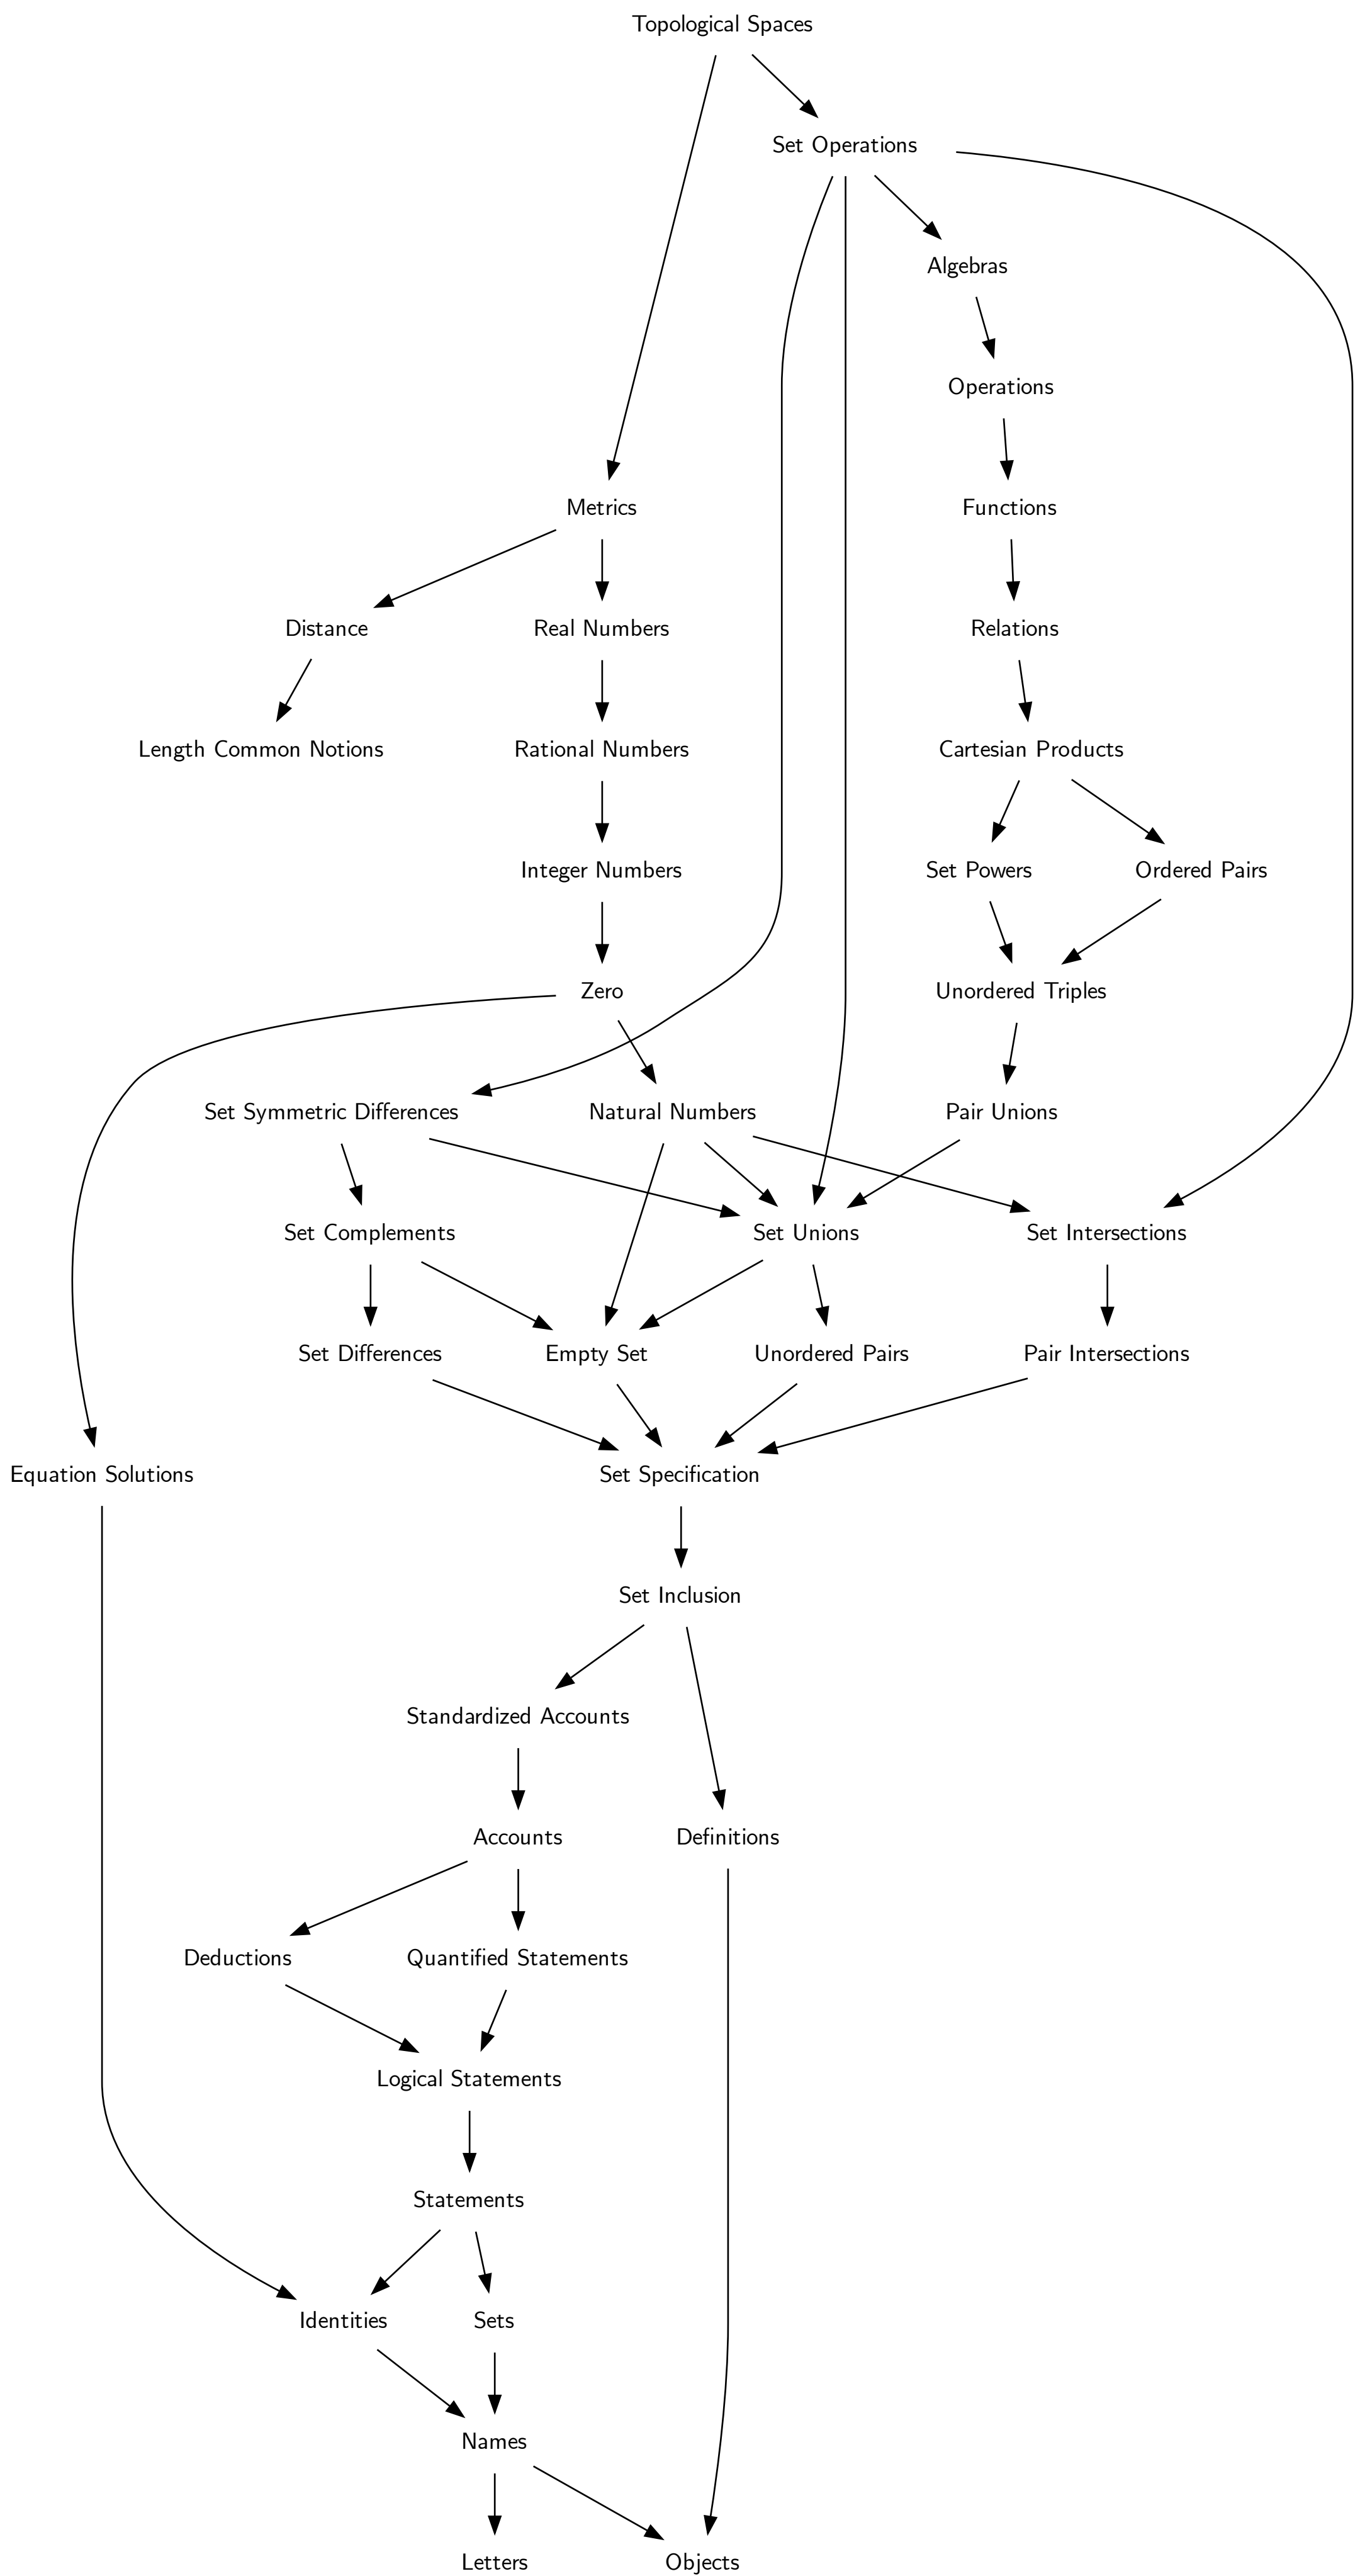 Topological Spaces
Set Operations
Algebras
Operations
Metrics
Functions
Distance
Real Numbers
Relations
Length Common Notions
Rational Numbers
Cartesian Products
Integer Numbers
Set Powers
Ordered Pairs
Zero
Unordered Triples
Set Symmetric Differences
Natural Numbers
Pair Unions
Set Complements
Set Unions
Set Intersections
Set Differences
Empty Set
Unordered Pairs
Pair Intersections
Equation Solutions
Set Specification
Set Inclusion
Standardized Accounts
Accounts
Definitions
Deductions
Quantified Statements
Logical Statements
Statements
Identities
Sets
Names
Letters
Objects